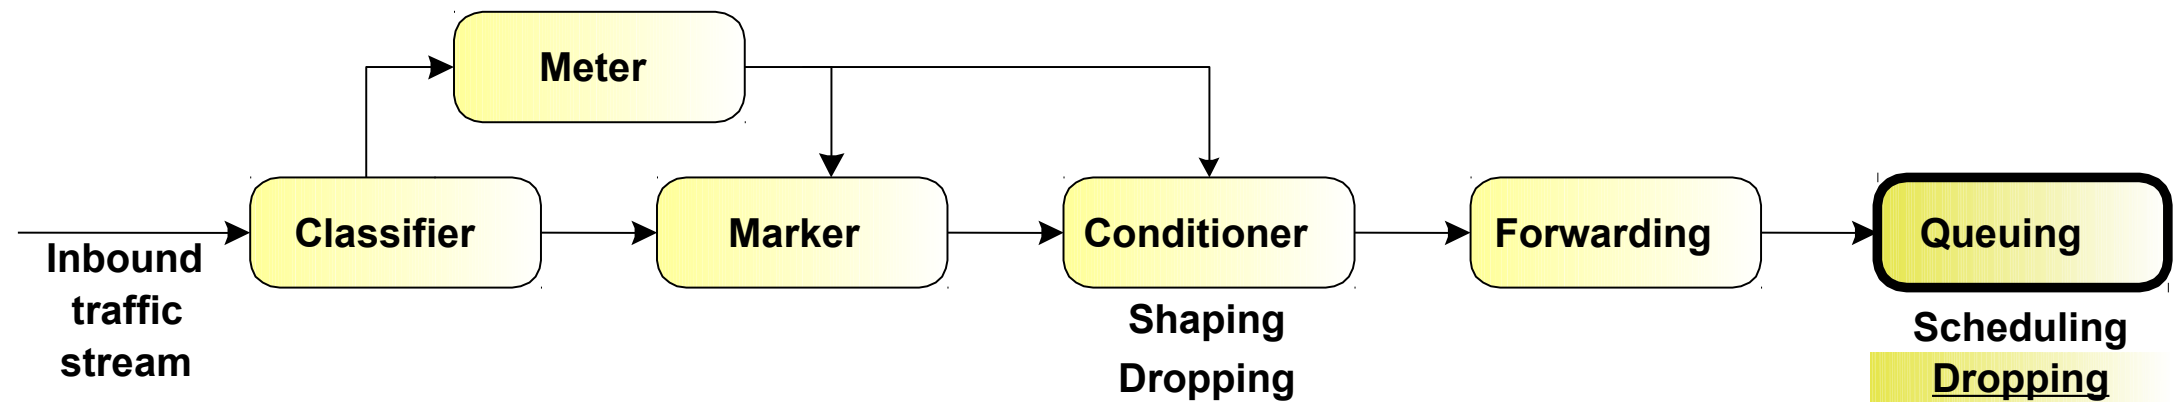 Meter
Classifier
Marker
Conditioner
Forwarding
Queuing
Inbound
traffic
stream
Shaping
Dropping
Scheduling
Dropping